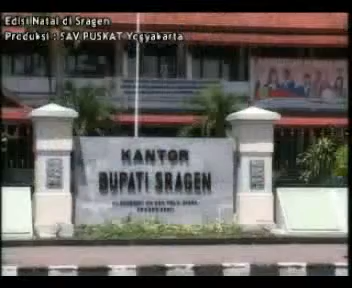 Edisi Natal di Sragen
Produksi : SAV PUSKAT Yogyakarta
KANTOR
BUPATI SRAGEN